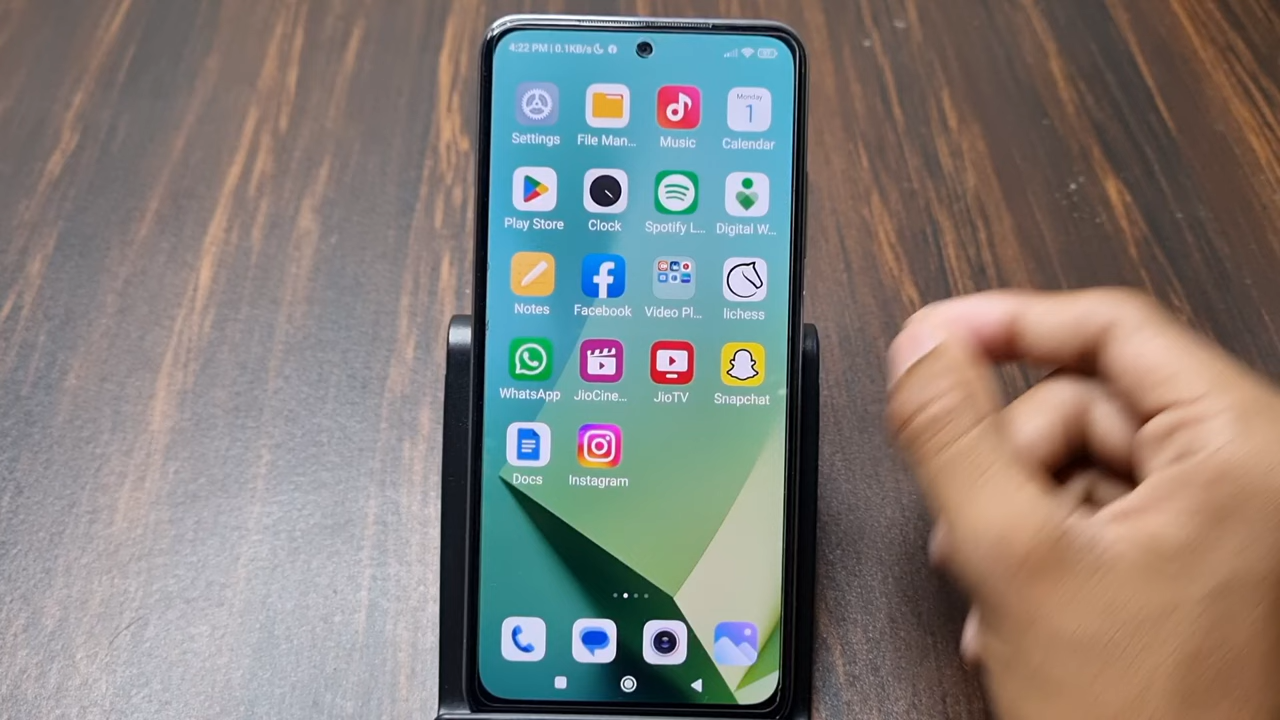 4:22 PM | 0.1KB/s
Monday
1
Settings
File Man...
Music
Calendar
Play Store
Clock
Spotify L...
Digital W...
Notes
Facebook
Video Pl...
lichess
WhatsApp
JioCine...
JioTV
Snapchat
Docs
Instagram